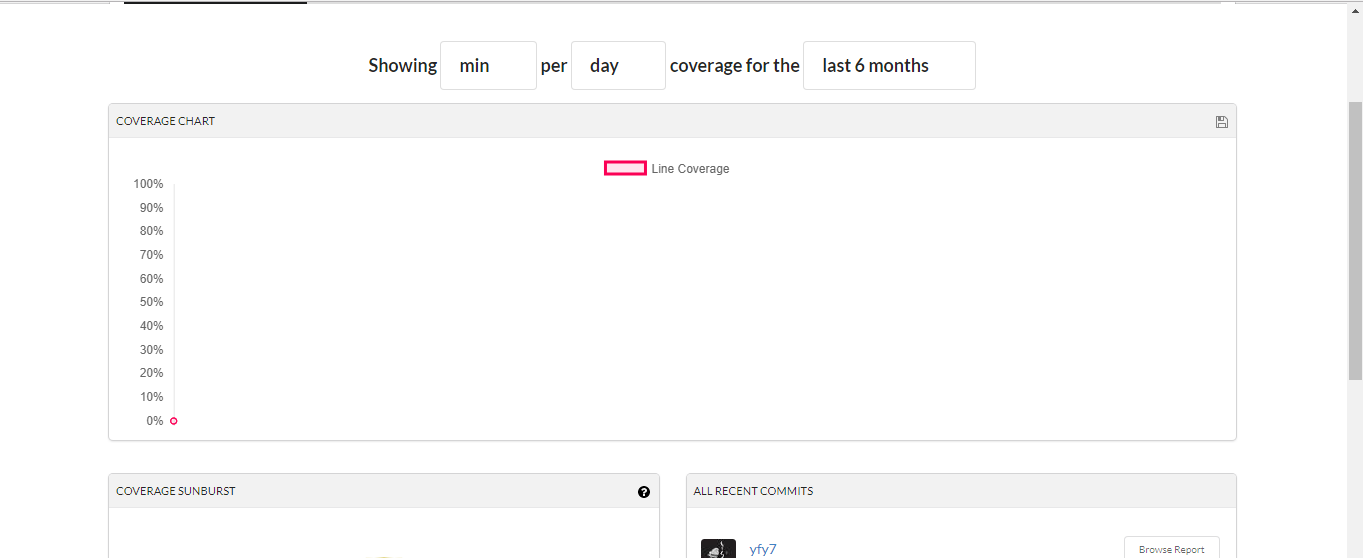 Showing min per day coverage for the last 6 months
COVERAGE CHART
Line Coverage
100%
90%
80%
70%
60%
50%
40%
30%
20%
10%
0%
COVERAGE SUNBURST
ALL RECENT COMMITS
yfy7
Browse Report